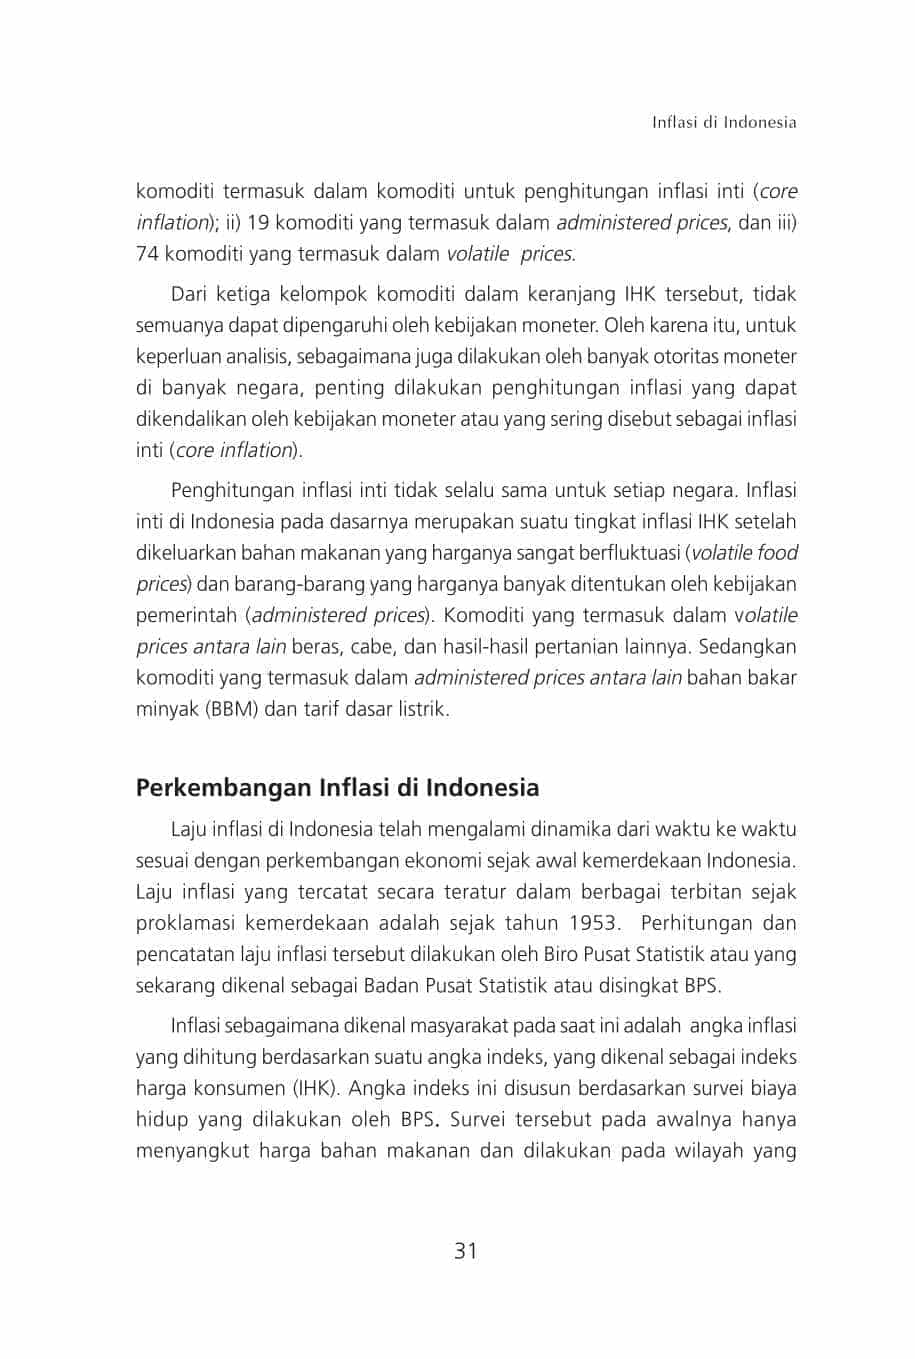 Inflasi di Indonesia
komoditi termasuk dalam komoditi untuk penghitungan inflasi inti (core
inflation); ii) 19 komoditi yang termasuk dalam administered prices, dan iii)
74 komoditi yang termasuk dalam volatile prices.
Dari ketiga kelompok komoditi dalam keranjang IHK tersebut, tidak
semuanya dapat dipengaruhi oleh kebijakan moneter. Oleh karena itu, untuk
keperluan analisis, sebagaimana juga dilakukan oleh banyak otoritas moneter
di banyak negara, penting dilakukan penghitungan inflasi yang dapat
dikendalikan oleh kebijakan moneter atau yang sering disebut sebagai inflasi
inti (core inflation).
Penghitungan inflasi inti tidak selalu sama untuk setiap negara. Inflasi
inti di Indonesia pada dasarnya merupakan suatu tingkat inflasi IHK setelah
dikeluarkan bahan makanan yang harganya sangat berfluktuasi (volatile food
prices) dan barang-barang yang harganya banyak ditentukan oleh kebijakan
pemerintah (administered prices). Komoditi yang termasuk dalam volatile
prices antara lain beras, cabe, dan hasil-hasil pertanian lainnya. Sedangkan
komoditi yang termasuk dalam administered prices antara lain bahan bakar
minyak (BBM) dan tarif dasar listrik.
Perkembangan Inflasi di Indonesia
Laju inflasi di Indonesia telah mengalami dinamika dari waktu ke waktu
sesuai dengan perkembangan ekonomi sejak awal kemerdekaan Indonesia.
Laju inflasi yang tercatat secara teratur dalam berbagai terbitan sejak
proklamasi kemerdekaan adalah sejak tahun 1953. Perhitungan dan
pencatatan laju inflasi tersebut dilakukan oleh Biro Pusat Statistik atau yang
sekarang dikenal sebagai Badan Pusat Statistik atau disingkat BPS.
Inflasi sebagaimana dikenal masyarakat pada saat ini adalah angka inflasi
yang dihitung berdasarkan suatu angka indeks, yang dikenal sebagai indeks
harga konsumen (IHK). Angka indeks ini disusun berdasarkan survei biaya
hidup yang dilakukan oleh BPS. Survei tersebut pada awalnya hanya
menyangkut harga bahan makanan dan dilakukan pada wilayah yang
31